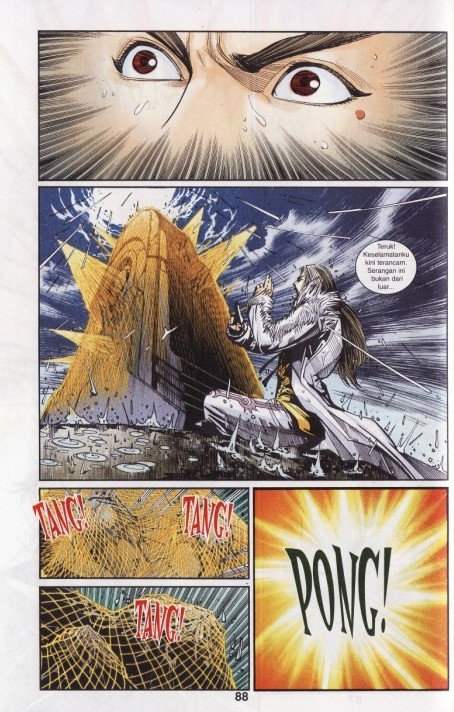 Teruk!
Keselamatanku
kini terancam.
Serangan ini
bukan dari
luar...
TANG!
TANG!
TANG!
PONG!
88